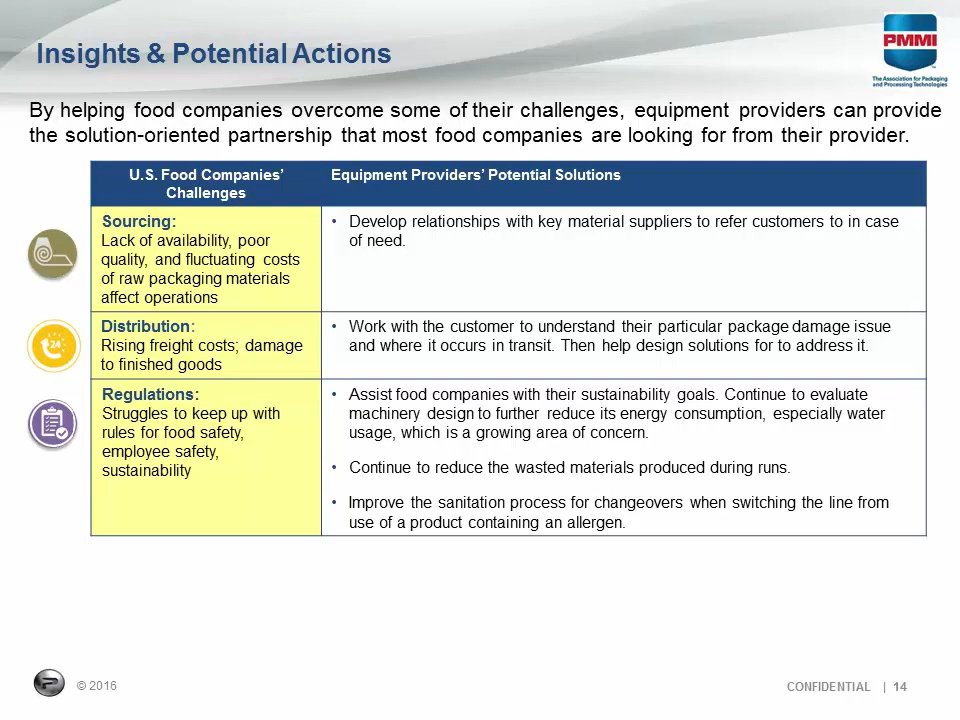 Insights & Potential Actions
PMMI
™
The Association for Packaging
and Processing Technologies
By helping food companies overcome some of their challenges, equipment providers can provide
the solution-oriented partnership that most food companies are looking for from their provider.
U.S. Food Companies’
Challenges
Equipment Providers’ Potential Solutions
Sourcing:
Lack of availability, poor
quality, and fluctuating costs
of raw packaging materials
affect operations
• Develop relationships with key material suppliers to refer customers to in case
of need.
24
Distribution:
Rising freight costs; damage
to finished goods
• Work with the customer to understand their particular package damage issue
and where it occurs in transit. Then help design solutions for to address it.
Regulations:
Struggles to keep up with
rules for food safety,
employee safety,
sustainability
• Assist food companies with their sustainability goals. Continue to evaluate
machinery design to further reduce its energy consumption, especially water
usage, which is a growing area of concern.
• Continue to reduce the wasted materials produced during runs.
• Improve the sanitation process for changeovers when switching the line from
use of a product containing an allergen.
P
© 2016
CONFIDENTIAL | 14